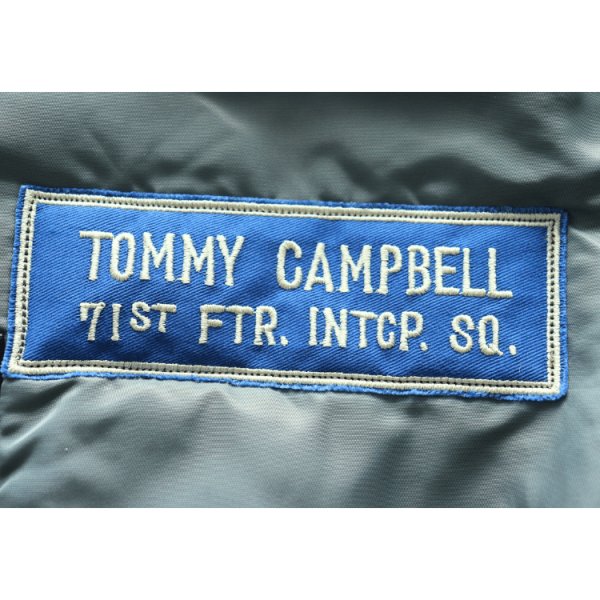 TOMMY CAMPBELL
71ST FTR. INTCP. SQ.